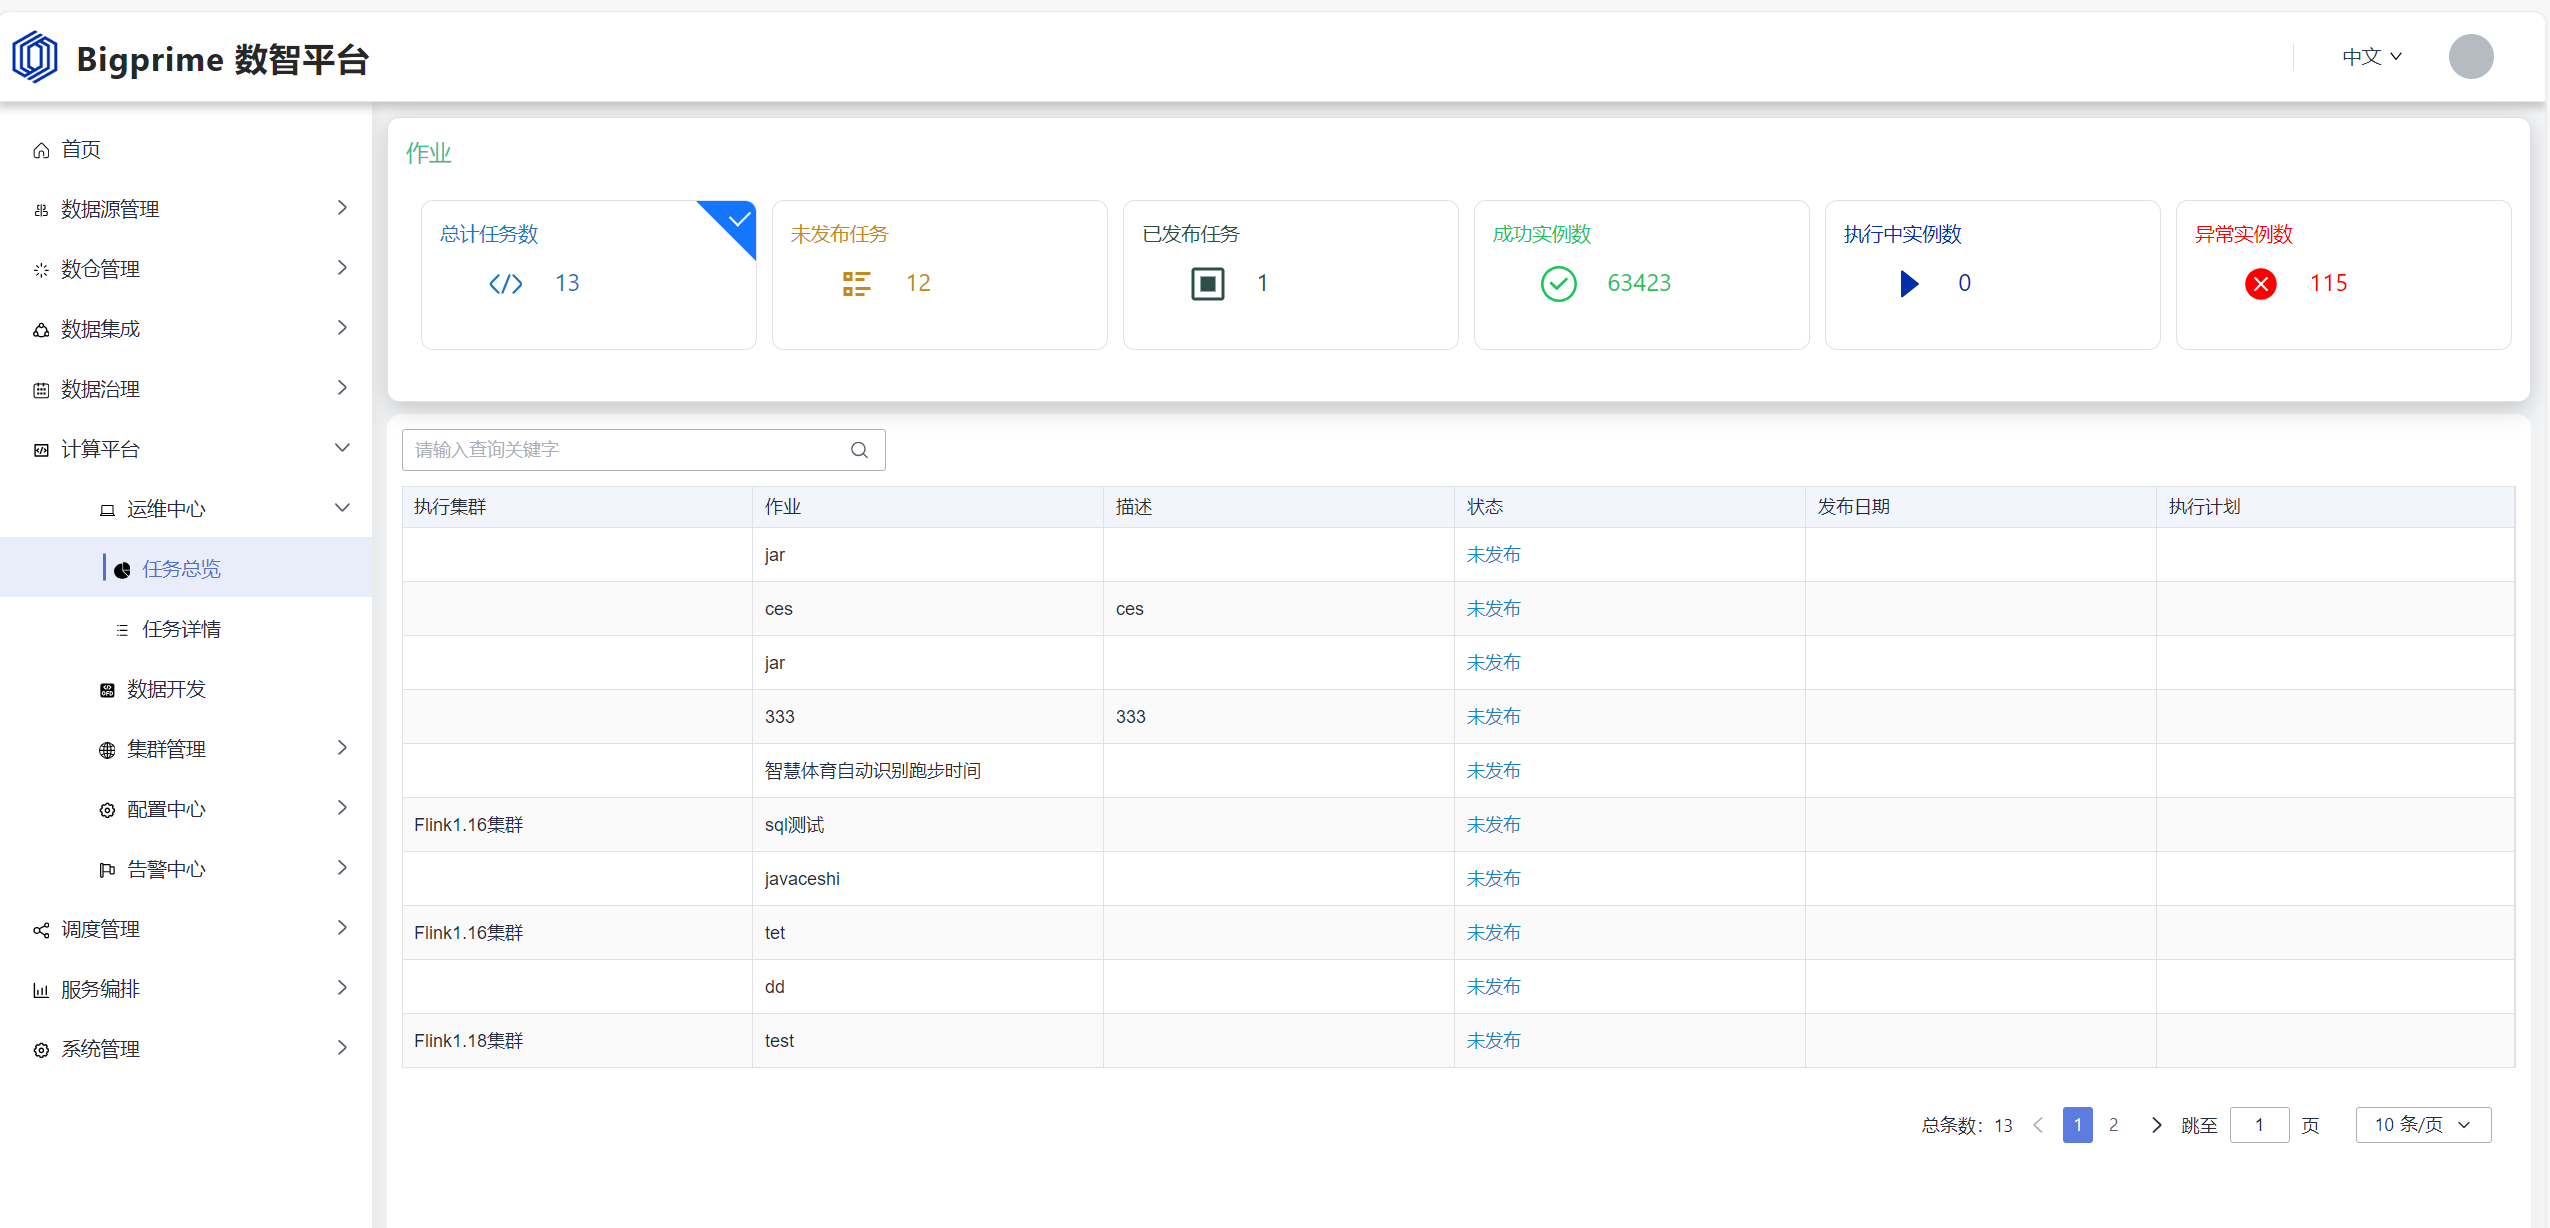 Bigprime 数智平台
中文
首页
数据源管理
数仓管理
数据集成
数据治理
计算平台
运维中心
任务总览
任务详情
数据开发
集群管理
配置中心
告警中心
调度管理
服务编排
系统管理
作业
总计任务数
13
未发布任务
12
已发布任务
1
成功实例数
63423
执行中实例数
0
异常实例数
115
请输入查询关键字
执行集群 作业 描述 状态 发布日期 执行计划
jar 未发布
ces ces 未发布
jar 未发布
333 333 未发布
智慧体育自动识别跑步时间 未发布
Flink1.16集群 sql测试 未发布
javaceshi 未发布
Flink1.16集群 tet 未发布
dd 未发布
Flink1.18集群 test 未发布
总条数：13 1 2 跳至 1 页 10 条/页